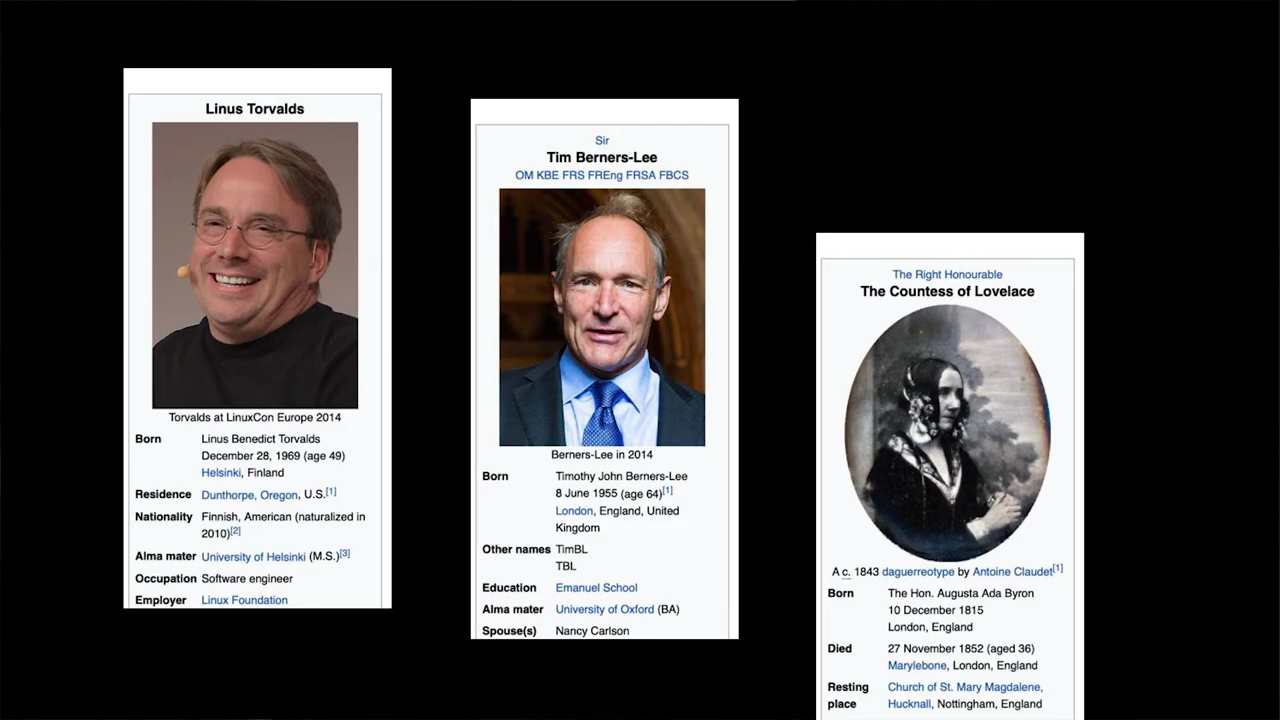 Linus Torvalds
Torvalds at LinuxCon Europe 2014
Born Linus Benedict Torvalds
December 28, 1969 (age 49)
Helsinki, Finland
Residence Dunthorpe, Oregon, U.S.[1]
Nationality Finnish, American (naturalized in
2010)[2]
Alma mater University of Helsinki (M.S.)[3]
Occupation Software engineer
Employer Linux Foundation
Sir
Tim Berners-Lee
OM KBE FRS FREng FRSA FBCS
Berners-Lee in 2014
Born Timothy John Berners-Lee
8 June 1955 (age 64)[1]
London, England, United
Kingdom
Other names TimBL
TBL
Education Emanuel School
Alma mater University of Oxford (BA)
Spouse(s) Nancy Carlson
The Right Honourable
The Countess of Lovelace
A c. 1843 daguerreotype by Antoine Claudet[1]
Born The Hon. Augusta Ada Byron
10 December 1815
London, England
Died 27 November 1852 (aged 36)
Marylebone, London, England
Resting Church of St. Mary Magdalene,
place Hucknall, Nottingham, England